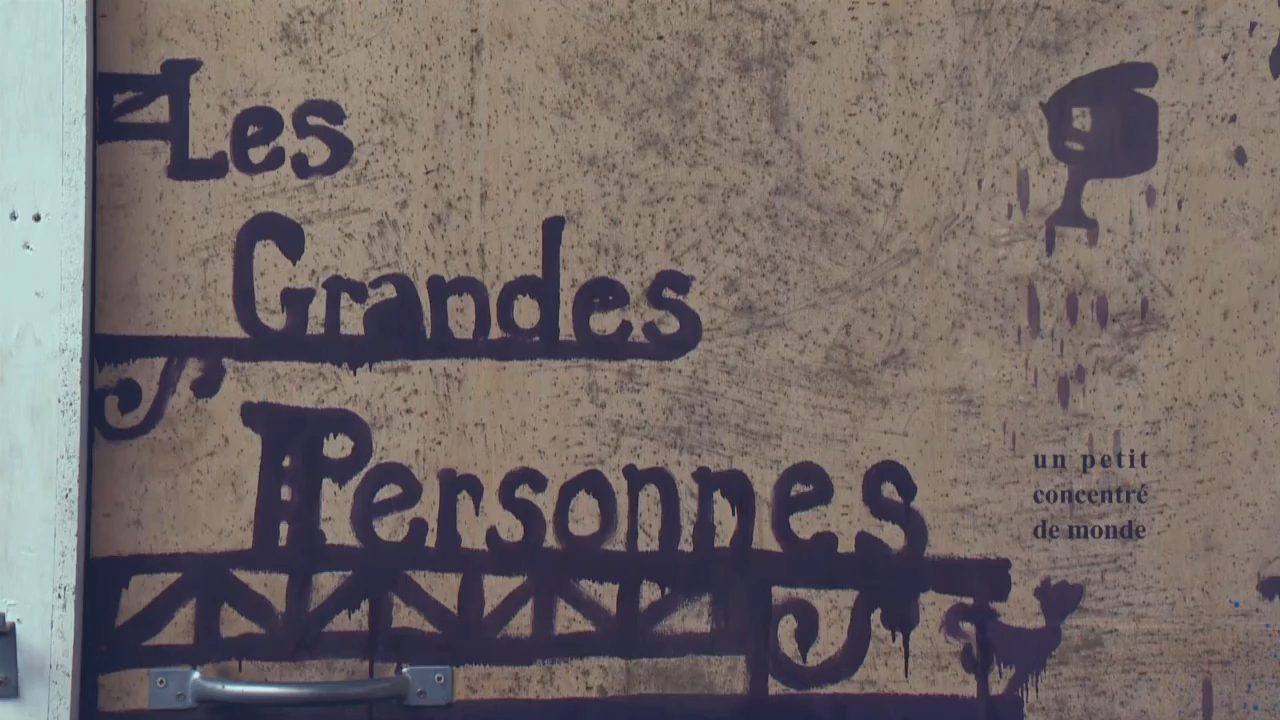 Les
Grandes
Personnes
un petit
concentré
de monde